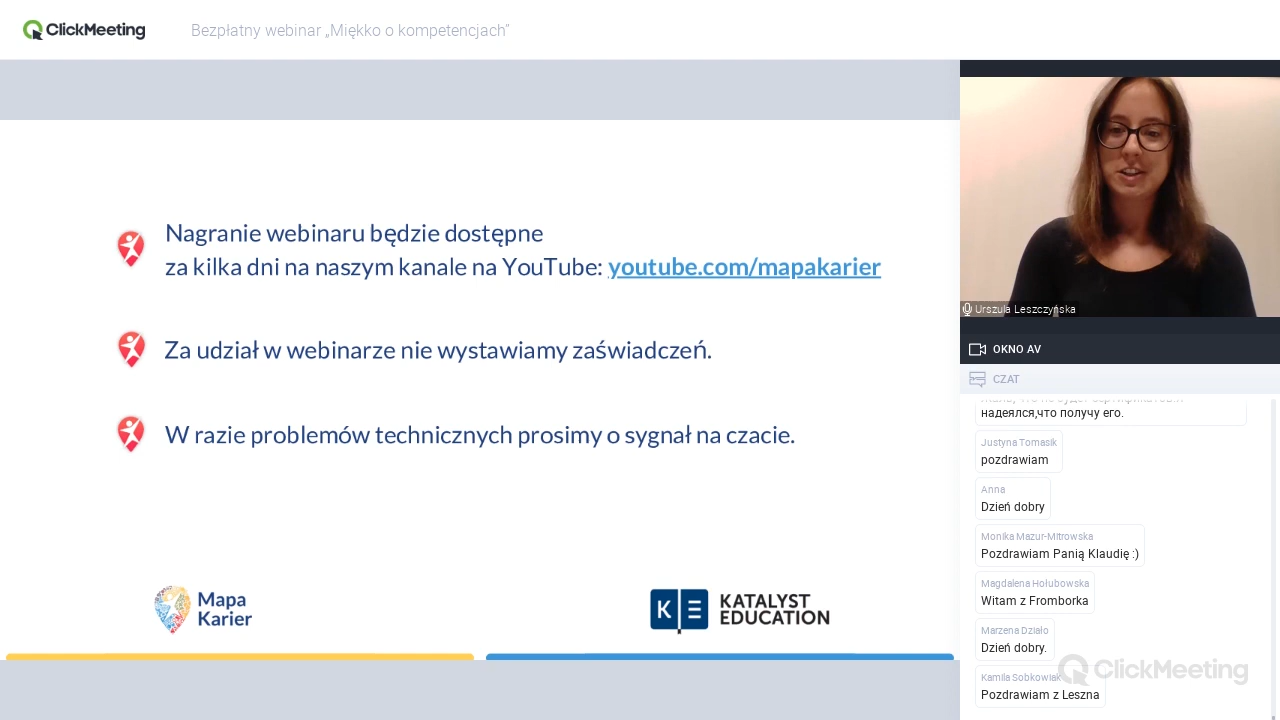 ClickMeeting
Bezpłatny webinar „Miękko o kompetencjach”
Nagranie webinaru będzie dostępne
za kilka dni na naszym kanale na YouTube: youtube.com/mapakarier
Za udział w webinarze nie wystawiamy zaświadczeń.
W razie problemów technicznych prosimy o sygnał na czacie.
Mapa
Karier
KE
KATALYST
EDUCATION
Urszula Leszczyńska
OKNO AV
CZAT
надеялся,что получу его.
Justyna Tomasik
pozdrawiam
Anna
Dzień dobry
Monika Mazur-Mitrowska
Pozdrawiam Panią Klaudię :)
Magdalena Hołubowska
Witam z Fromborka
Marzena Działo
Dzień dobry.
Kamila Sobkowiak
Pozdrawiam z Leszna
ClickMeeting